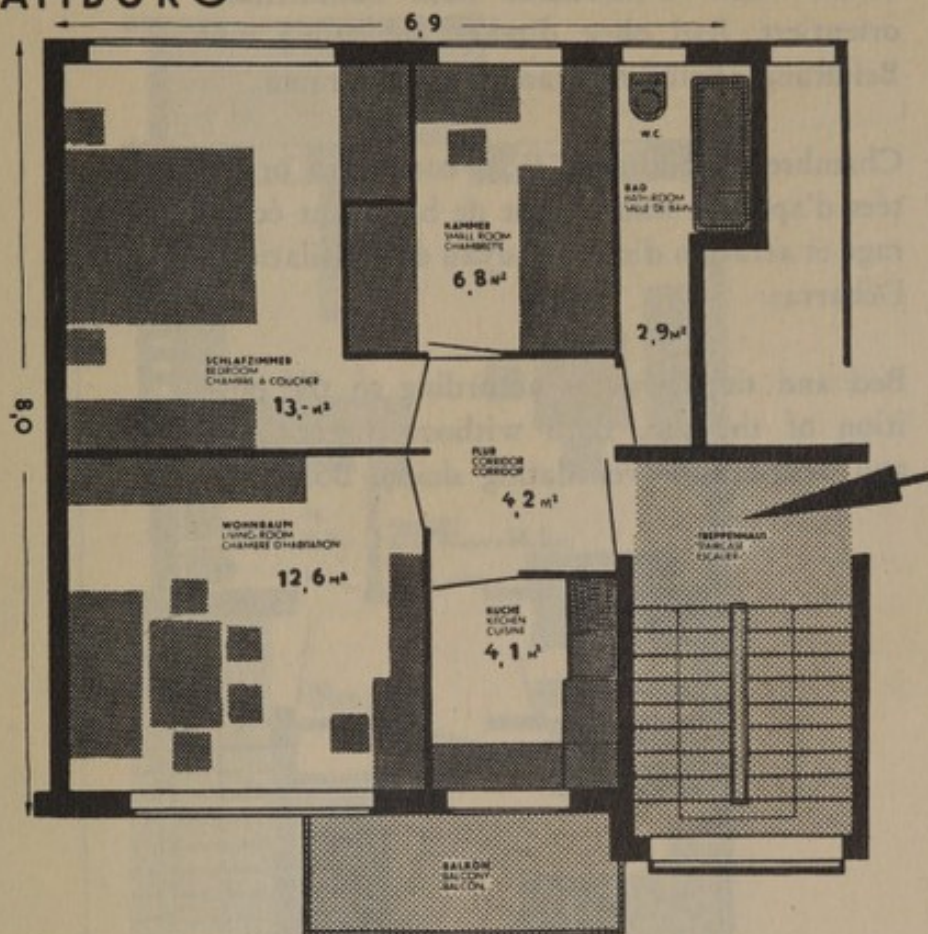 6,9
8,0
W.C.
BAD
BATH-ROOM
SALLE DE BAIN
KAMMER
SMALL ROOM
CHAMBRETTE
6,8 M²
2,9 M²
SCHLAFZIMMER
BEDROOM
CHAMBRE A COUCHER
13,- M²
FLUR
CORRIDOR
CORRIDOR
4,2 M²
WOHNRAUM
LIVING-ROOM
CHAMBRE D'HABITATION
12,6 M²
TREPPENHAUS
STAIRCASE
ESCALIER
KUCHE
KITCHEN
CUISINE
4,1 M²
BALKON
BALCONY
BALCON